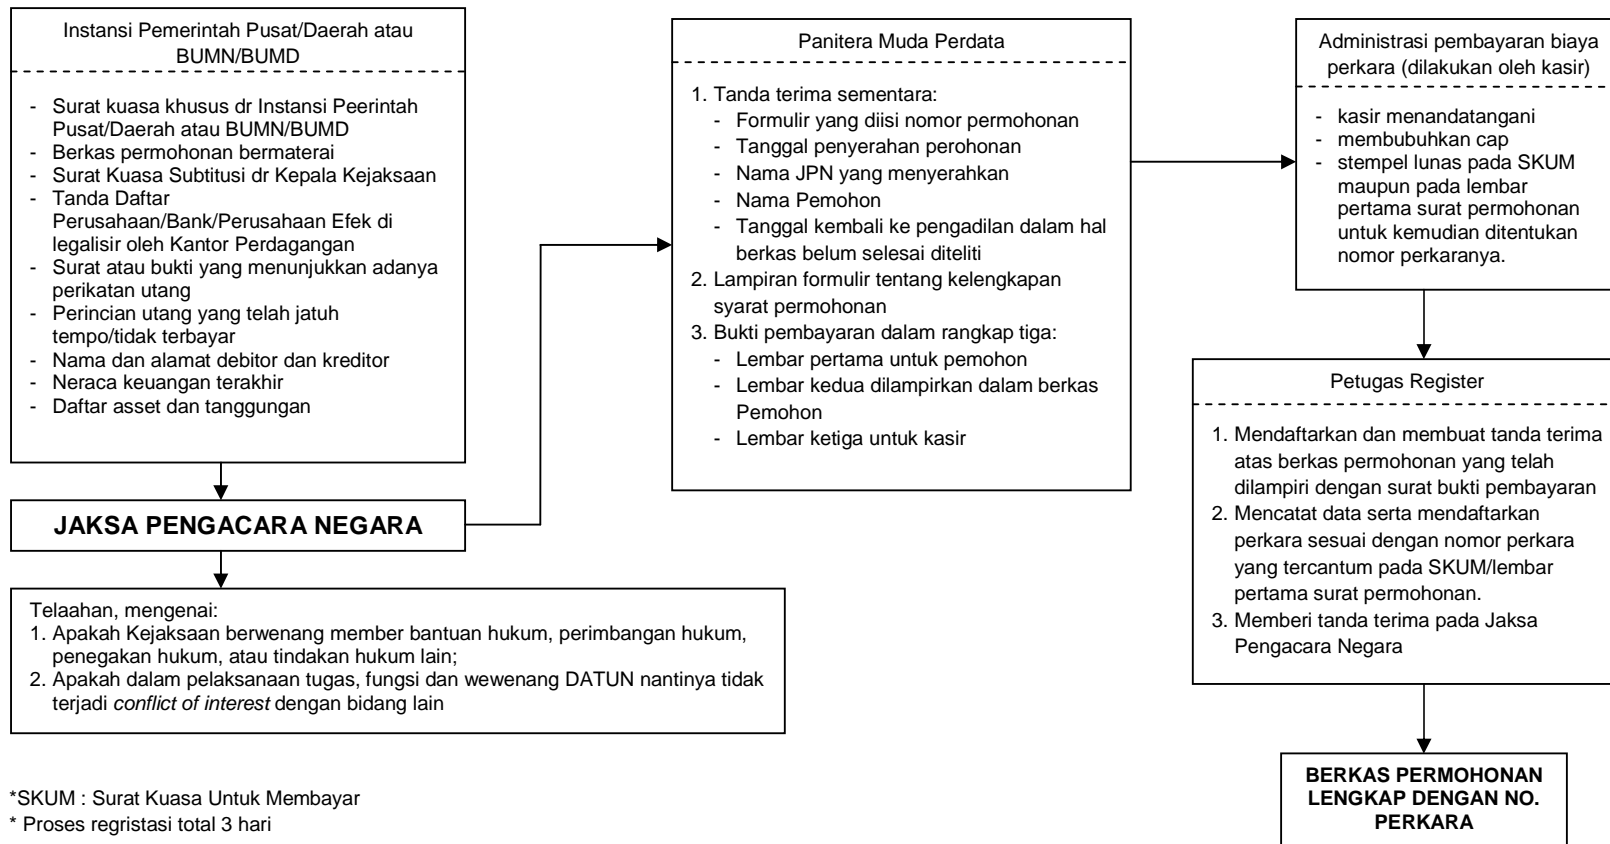 Instansi Pemerintah Pusat/Daerah atau
BUMN/BUMD
- Surat kuasa khusus dr Instansi Peerintah
Pusat/Daerah atau BUMN/BUMD
- Berkas permohonan bermaterai
- Surat Kuasa Subtitusi dr Kepala Kejaksaan
- Tanda Daftar
Perusahaan/Bank/Perusahaan Efek di
legalisir oleh Kantor Perdagangan
- Surat atau bukti yang menunjukkan adanya
perikatan utang
- Perincian utang yang telah jatuh
tempo/tidak terbayar
- Nama dan alamat debitor dan kreditor
- Neraca keuangan terakhir
- Daftar asset dan tanggungan
JAKSA PENGACARA NEGARA
Telaahan, mengenai:
1. Apakah Kejaksaan berwenang member bantuan hukum, perimbangan hukum,
penegakan hukum, atau tindakan hukum lain;
2. Apakah dalam pelaksanaan tugas, fungsi dan wewenang DATUN nantinya tidak
terjadi conflict of interest dengan bidang lain
Panitera Muda Perdata
1. Tanda terima sementara:
- Formulir yang diisi nomor permohonan
- Tanggal penyerahan perohonan
- Nama JPN yang menyerahkan
- Nama Pemohon
- Tanggal kembali ke pengadilan dalam hal
berkas belum selesai diteliti
2. Lampiran formulir tentang kelengkapan
syarat permohonan
3. Bukti pembayaran dalam rangkap tiga:
- Lembar pertama untuk pemohon
- Lembar kedua dilampirkan dalam berkas
Pemohon
- Lembar ketiga untuk kasir
Administrasi pembayaran biaya
perkara (dilakukan oleh kasir)
- kasir menandatangani
- membubuhkan cap
- stempel lunas pada SKUM
maupun pada lembar
pertama surat permohonan
untuk kemudian ditentukan
nomor perkaranya.
Petugas Register
1. Mendaftarkan dan membuat tanda terima
atas berkas permohonan yang telah
dilampiri dengan surat bukti pembayaran
2. Mencatat data serta mendaftarkan
perkara sesuai dengan nomor perkara
yang tercantum pada SKUM/lembar
pertama surat permohonan.
3. Memberi tanda terima pada Jaksa
Pengacara Negara
BERKAS PERMOHONAN
LENGKAP DENGAN NO.
PERKARA
*SKUM : Surat Kuasa Untuk Membayar
* Proses regristasi total 3 hari